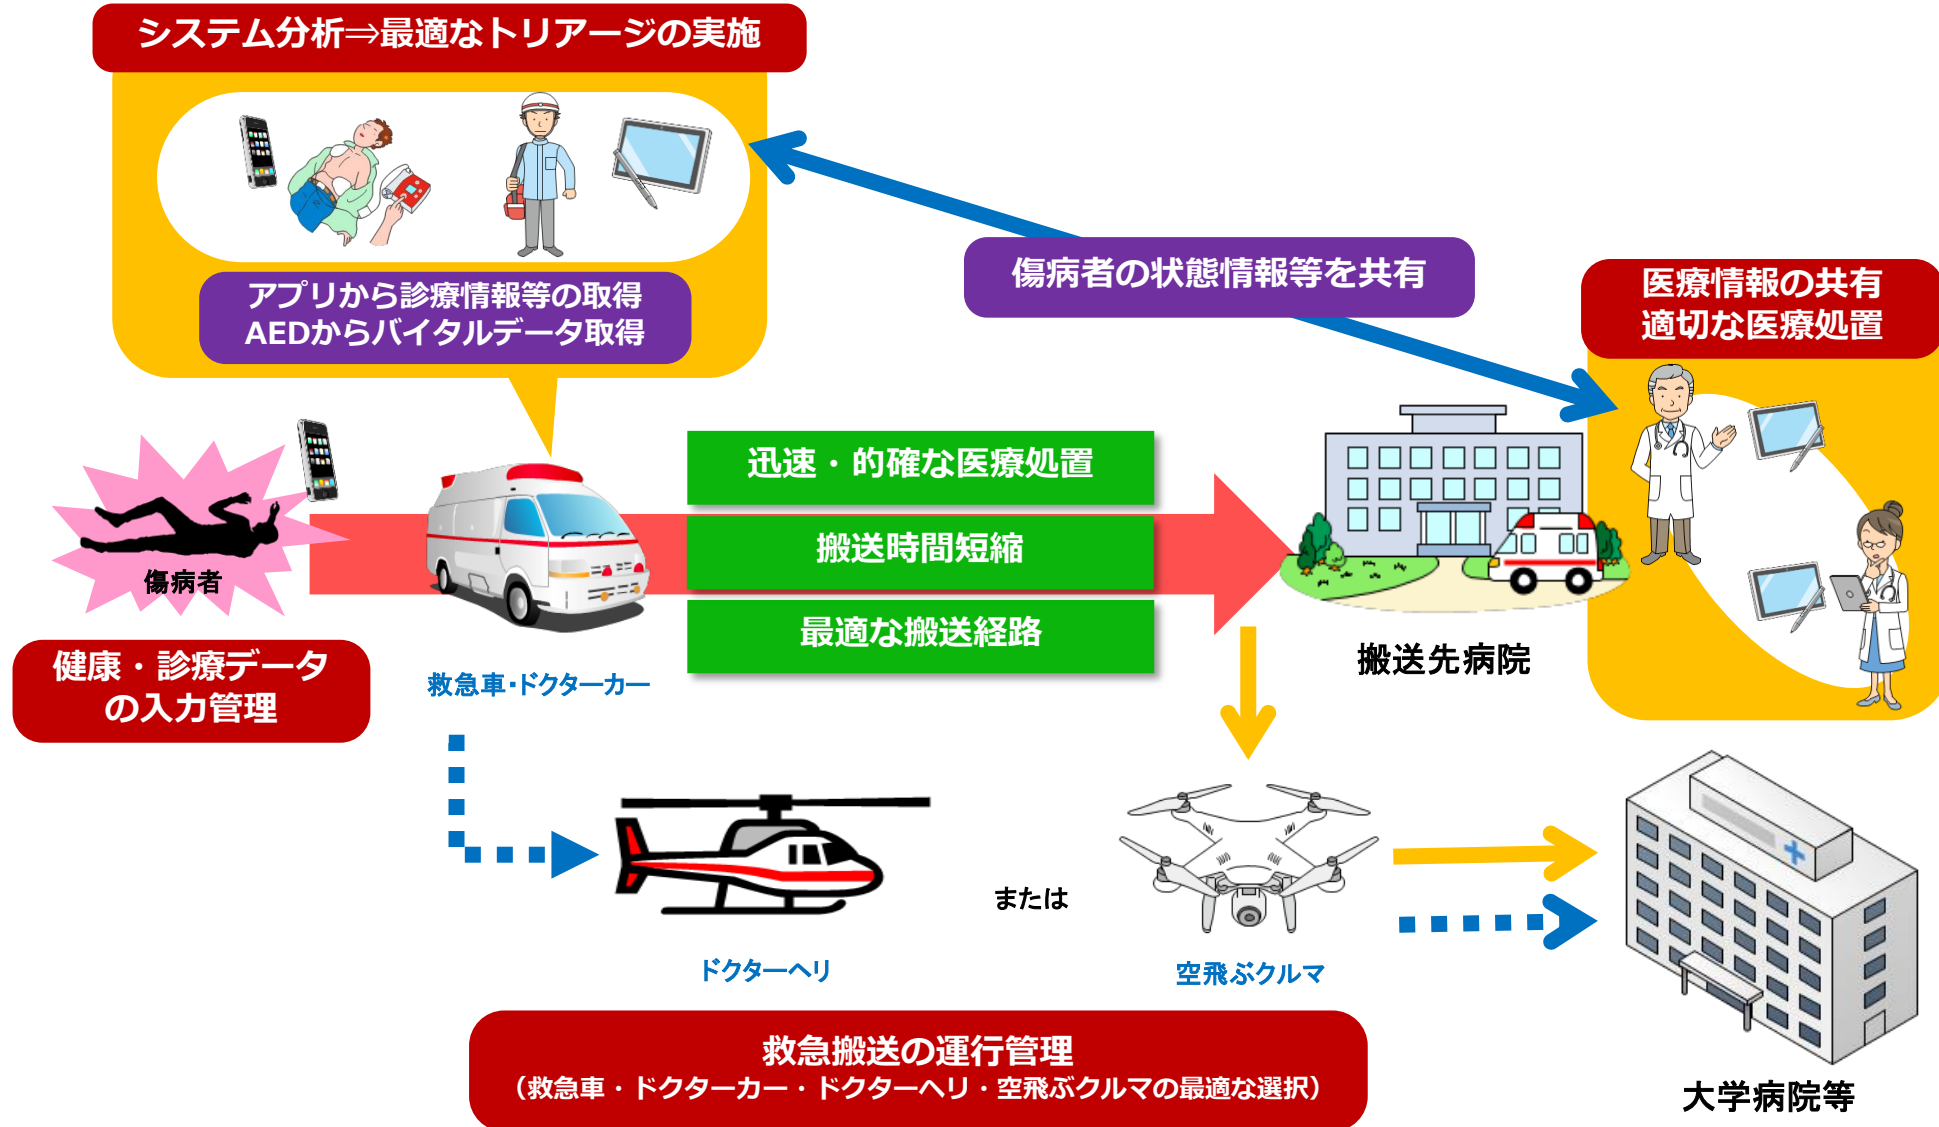 システム分析⇒最適なトリアージの実施
アプリから診療情報等の取得
AEDからバイタルデータ取得
傷病者の状態情報等を共有
医療情報の共有
適切な医療処置
迅速・的確な医療処置
搬送時間短縮
最適な搬送経路
傷病者
健康・診療データ
の入力管理
救急車・ドクターカー
搬送先病院
または
ドクターヘリ
空飛ぶクルマ
救急搬送の運行管理
（救急車・ドクターカー・ドクターヘリ・空飛ぶクルマの最適な選択）
大学病院等